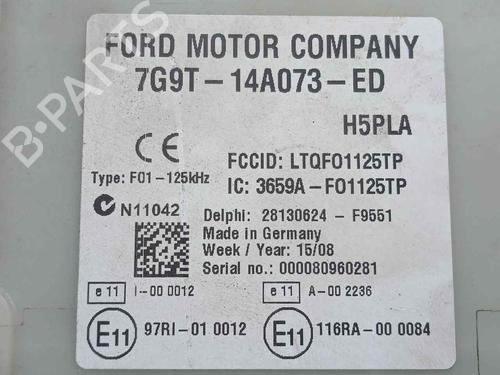 FORD MOTOR COMPANY
7G9T-14A073-ED
H5PLA
CE
FCCID: LTQFO1125TP
Type: FO1-125kHz
IC: 3659A-FO1125TP
N11042
Delphi: 28130624 - F9551
Made in Germany
Week / Year: 15/08
Serial no.: 000080960281
e 11 I-00 0012 e 11 A-00 2236
E11 97RI-01 0012 E11 116RA-00 0084